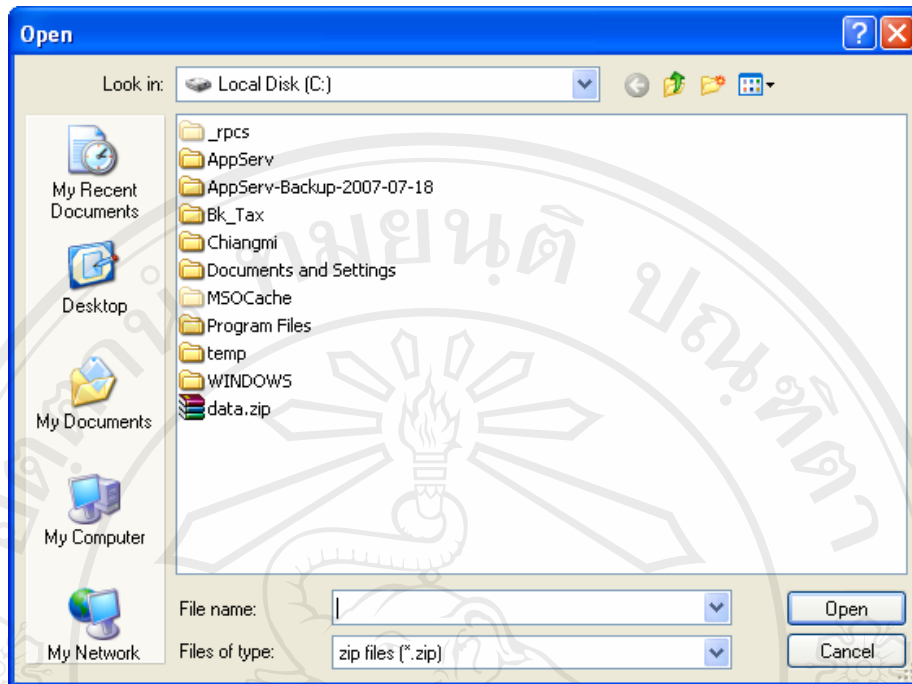 Open
Look in: Local Disk (C:)
_rpcs
AppServ
AppServ-Backup-2007-07-18
Bk_Tax
Chiangmi
Documents and Settings
MSOCache
Program Files
temp
WINDOWS
data.zip
My Recent
Documents
Desktop
My Documents
My Computer
My Network
File name:
Open
Files of type: zip files (*.zip)
Cancel